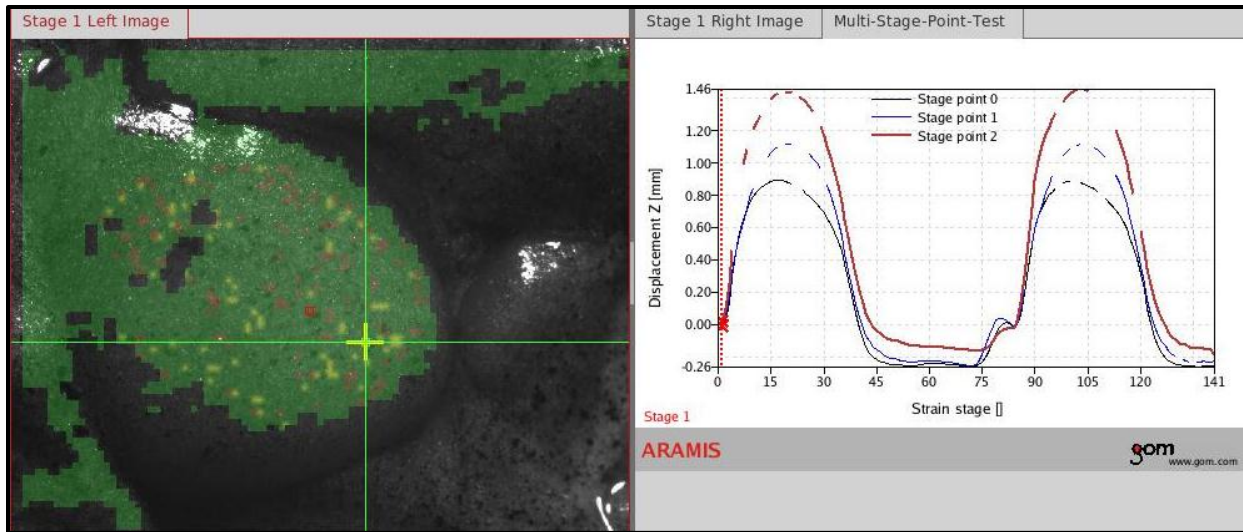 Stage 1 Left Image
Stage 1 Right Image
Multi-Stage-Point-Test
1.46
1.20
1.00
0.80
0.60
0.40
0.20
0.00
-0.26
Displacement Z [mm]
Stage point 0
Stage point 1
Stage point 2
0 15 30 45 60 75 90 105 120 141
Strain stage []
Stage 1
ARAMIS
gom
www.gom.com